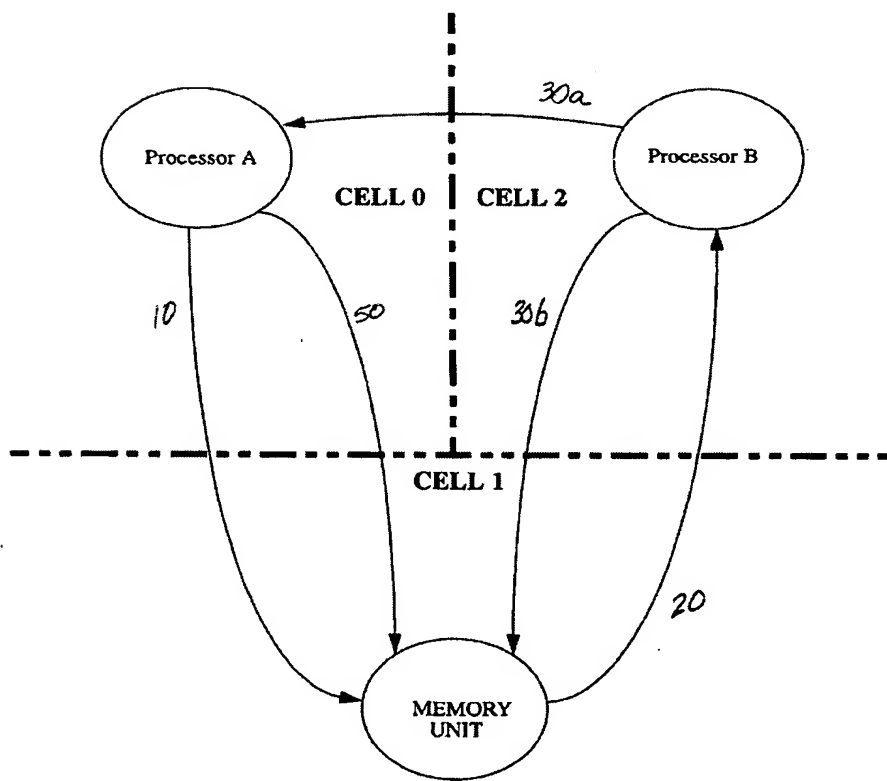 30a
Processor A
Processor B
CELL 0
CELL 2
10
50
30b
CELL 1
20
MEMORY
UNIT